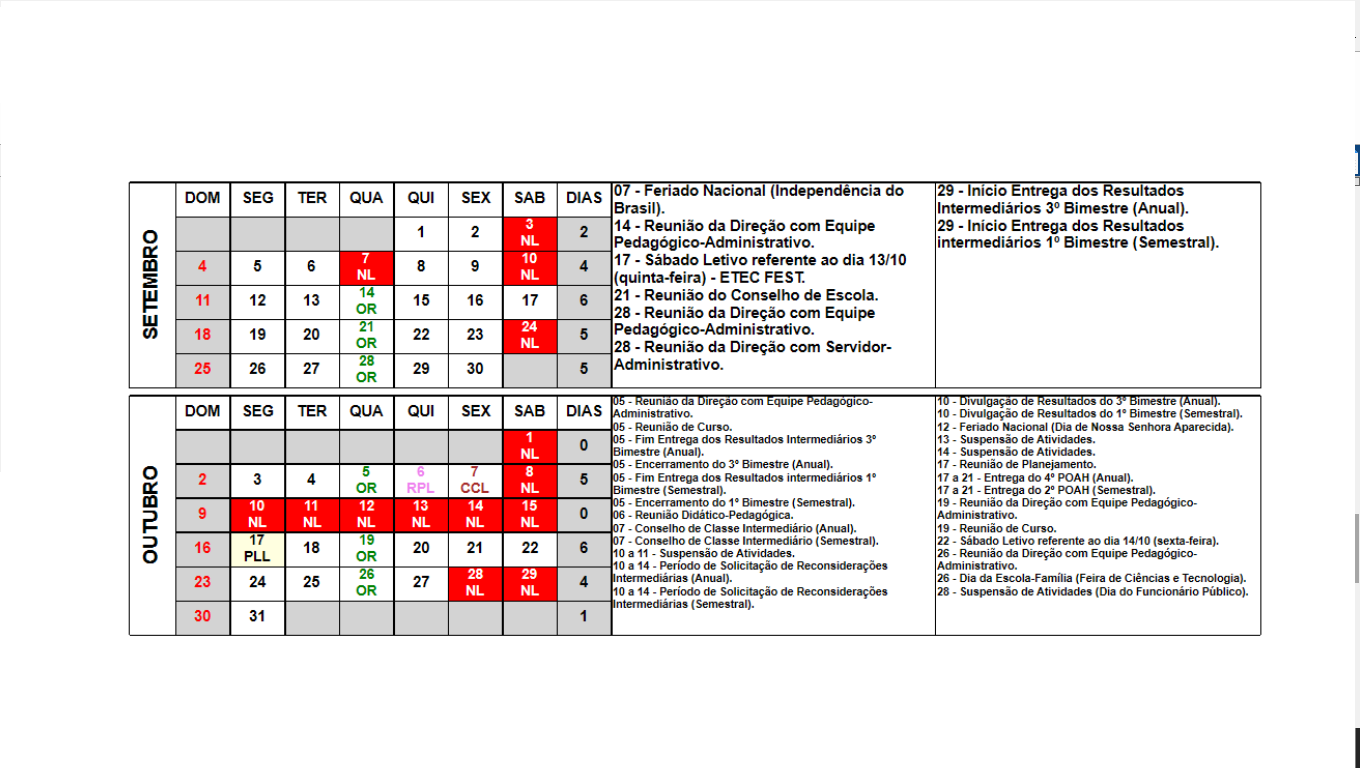 SETEMBRO
DOM SEG TER QUA QUI SEX SAB DIAS
1 2 3 2
NL
4 5 6 7 8 9 10 4
NL NL
11 12 13 14 15 16 17 6
OR
18 19 20 21 22 23 24 5
OR NL
25 26 27 28 29 30 5
OR
07 - Feriado Nacional (Independência do
Brasil).
14 - Reunião da Direção com Equipe
Pedagógico-Administrativo.
17 - Sábado Letivo referente ao dia 13/10
(quinta-feira) - ETEC FEST.
21 - Reunião do Conselho de Escola.
28 - Reunião da Direção com Equipe
Pedagógico-Administrativo.
28 - Reunião da Direção com Servidor-
Administrativo.
29 - Início Entrega dos Resultados
Intermediários 3º Bimestre (Anual).
29 - Início Entrega dos Resultados
intermediários 1º Bimestre (Semestral).
OUTUBRO
DOM SEG TER QUA QUI SEX SAB DIAS
1 0
NL
2 3 4 5 6 7 8 5
OR RPL CCL NL
9 10 11 12 13 14 15 0
NL NL NL NL NL NL
16 17 18 19 20 21 22 6
PLL OR
23 24 25 26 27 28 29 4
OR NL NL
30 31 1
05 - Reunião da Direção com Equipe Pedagógico-
Administrativo.
05 - Reunião de Curso.
05 - Fim Entrega dos Resultados Intermediários 3º
Bimestre (Anual).
05 - Encerramento do 3º Bimestre (Anual).
05 - Fim Entrega dos Resultados intermediários 1º
Bimestre (Semestral).
05 - Encerramento do 1º Bimestre (Semestral).
06 - Reunião Didático-Pedagógica.
07 - Conselho de Classe Intermediário (Anual).
07 - Conselho de Classe Intermediário (Semestral).
10 a 11 - Suspensão de Atividades.
10 a 14 - Período de Solicitação de Reconsiderações
Intermediárias (Anual).
10 a 14 - Período de Solicitação de Reconsiderações
Intermediárias (Semestral).
10 - Divulgação de Resultados do 3º Bimestre (Anual).
10 - Divulgação de Resultados do 1º Bimestre (Semestral).
12 - Feriado Nacional (Dia de Nossa Senhora Aparecida).
13 - Suspensão de Atividades.
14 - Suspensão de Atividades.
17 - Reunião de Planejamento.
17 a 21 - Entrega do 4º POAH (Anual).
17 a 21 - Entrega do 2º POAH (Semestral).
19 - Reunião da Direção com Equipe Pedagógico-
Administrativo.
19 - Reunião de Curso.
22 - Sábado Letivo referente ao dia 14/10 (sexta-feira).
26 - Reunião da Direção com Equipe Pedagógico-
Administrativo.
26 - Dia da Escola-Família (Feira de Ciências e Tecnologia).
28 - Suspensão de Atividades (Dia do Funcionário Público).